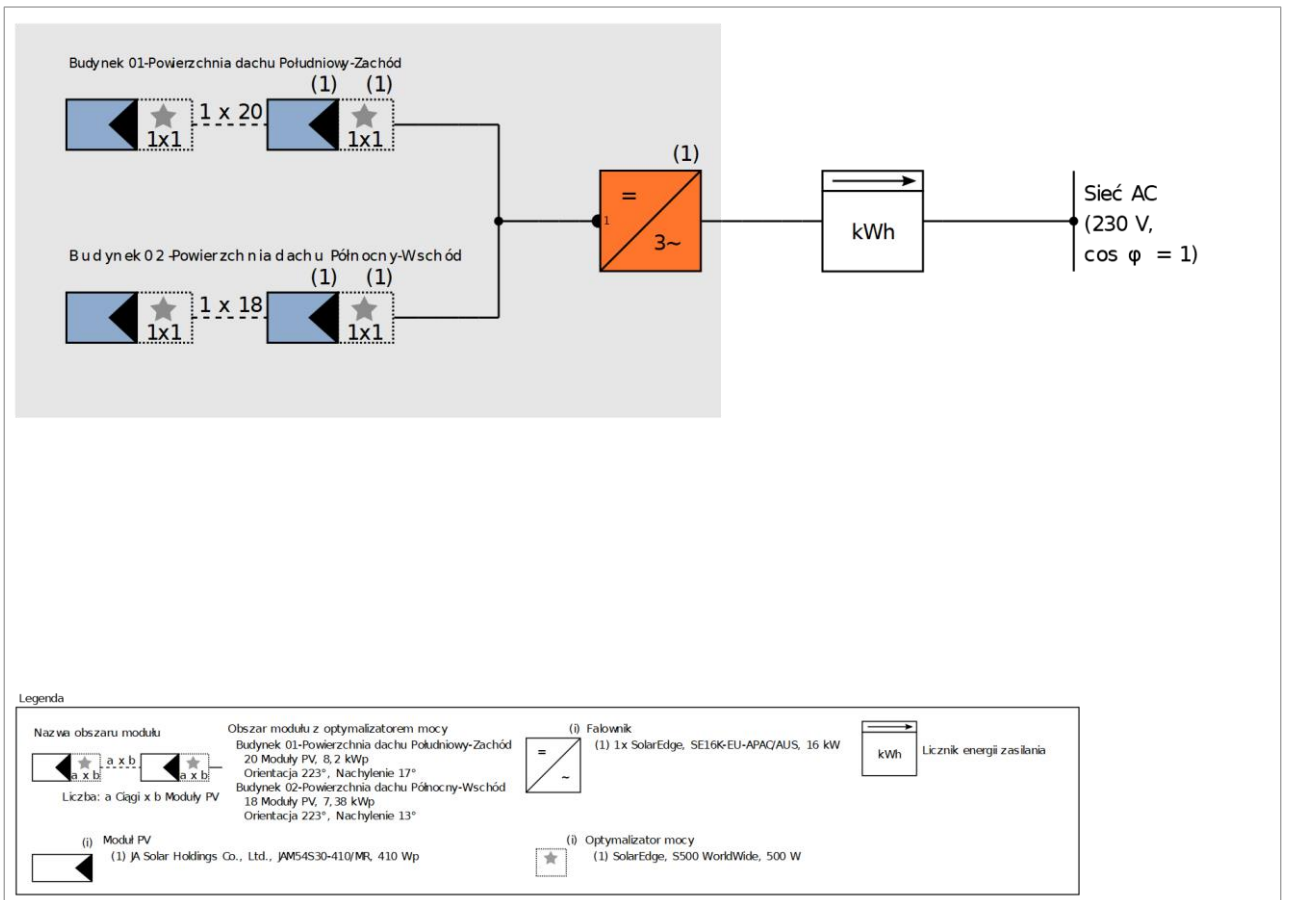 Budynek 01-Powierzchnia dachu Południowy-Zachód
(1) (1)
1 x 20
1x1 1x1
(1)
=
1
3~
kWh
Sieć AC
(230 V,
cos φ = 1)
Budynek 02-Powierzchnia dachu Północny-Wschód
(1) (1)
1 x 18
1x1 1x1
Legenda
Nazwa obszaru modułu
a x b
a x b a x b
Liczba: a Ciągi x b Moduły PV
Obszar modułu z optymalizatorem mocy
Budynek 01-Powierzchnia dachu Południowy-Zachód
20 Moduły PV, 8,2 kWp
Orientacja 223°, Nachylenie 17°
Budynek 02-Powierzchnia dachu Północny-Wschód
18 Moduły PV, 7,38 kWp
Orientacja 223°, Nachylenie 13°
(i) Falownik
= ~
(1) 1x SolarEdge, SE16K-EU-APAC/AUS, 16 kW
kWh
Licznik energii zasilania
(i) Moduł PV
(1) JA Solar Holdings Co., Ltd., JAM54S30-410/MR, 410 Wp
(i) Optymalizator mocy
(1) SolarEdge, S500 WorldWide, 500 W